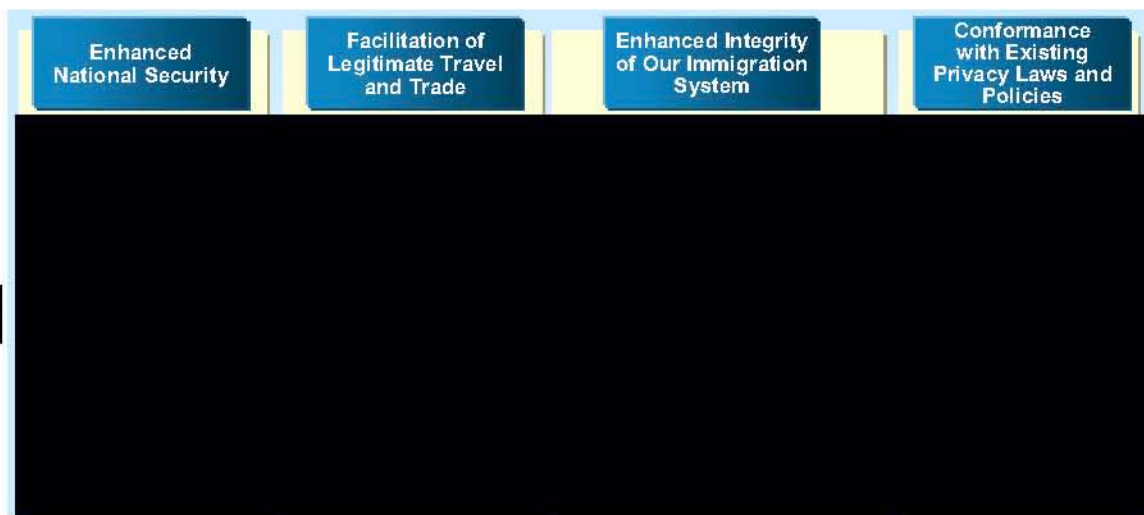 Enhanced
National Security
Facilitation of
Legitimate Travel
and Trade
Enhanced Integrity
of Our Immigration
System
Conformance
with Existing
Privacy Laws and
Policies